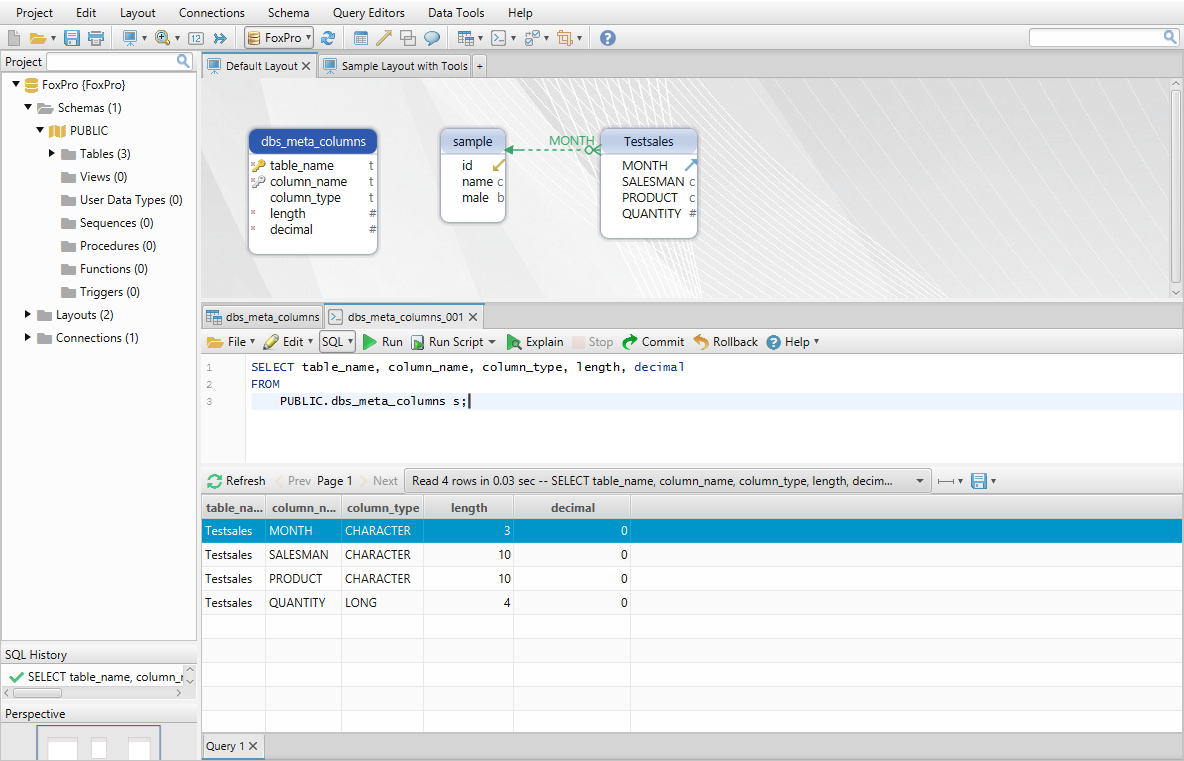 Project Edit Layout Connections Schema Query Editors Data Tools Help
12 FoxPro
Project
FoxPro {FoxPro}
Schemas (1)
PUBLIC
Tables (3)
Views (0)
User Data Types (0)
Sequences (0)
Procedures (0)
Functions (0)
Triggers (0)
Layouts (2)
Connections (1)
SQL History
SELECT table_name, column_n
Perspective
Default Layout Sample Layout with Tools +
dbs_meta_columns
table_name t
column_name t
column_type t
length #
decimal #
sample
id
name c
male b
MONTH
Testsales
MONTH
SALESMAN c
PRODUCT c
QUANTITY #
dbs_meta_columns dbs_meta_columns_001
File Edit SQL Run Run Script Explain Stop Commit Rollback Help
1 SELECT table_name, column_name, column_type, length, decimal
2 FROM
3 PUBLIC.dbs_meta_columns s;
Refresh Prev Page 1 Next Read 4 rows in 0.03 sec -- SELECT table_name, column_name, column_type, length, decim...
table_na... column_n... column_type length decimal
Testsales MONTH CHARACTER 3 0
Testsales SALESMAN CHARACTER 10 0
Testsales PRODUCT CHARACTER 10 0
Testsales QUANTITY LONG 4 0
Query 1